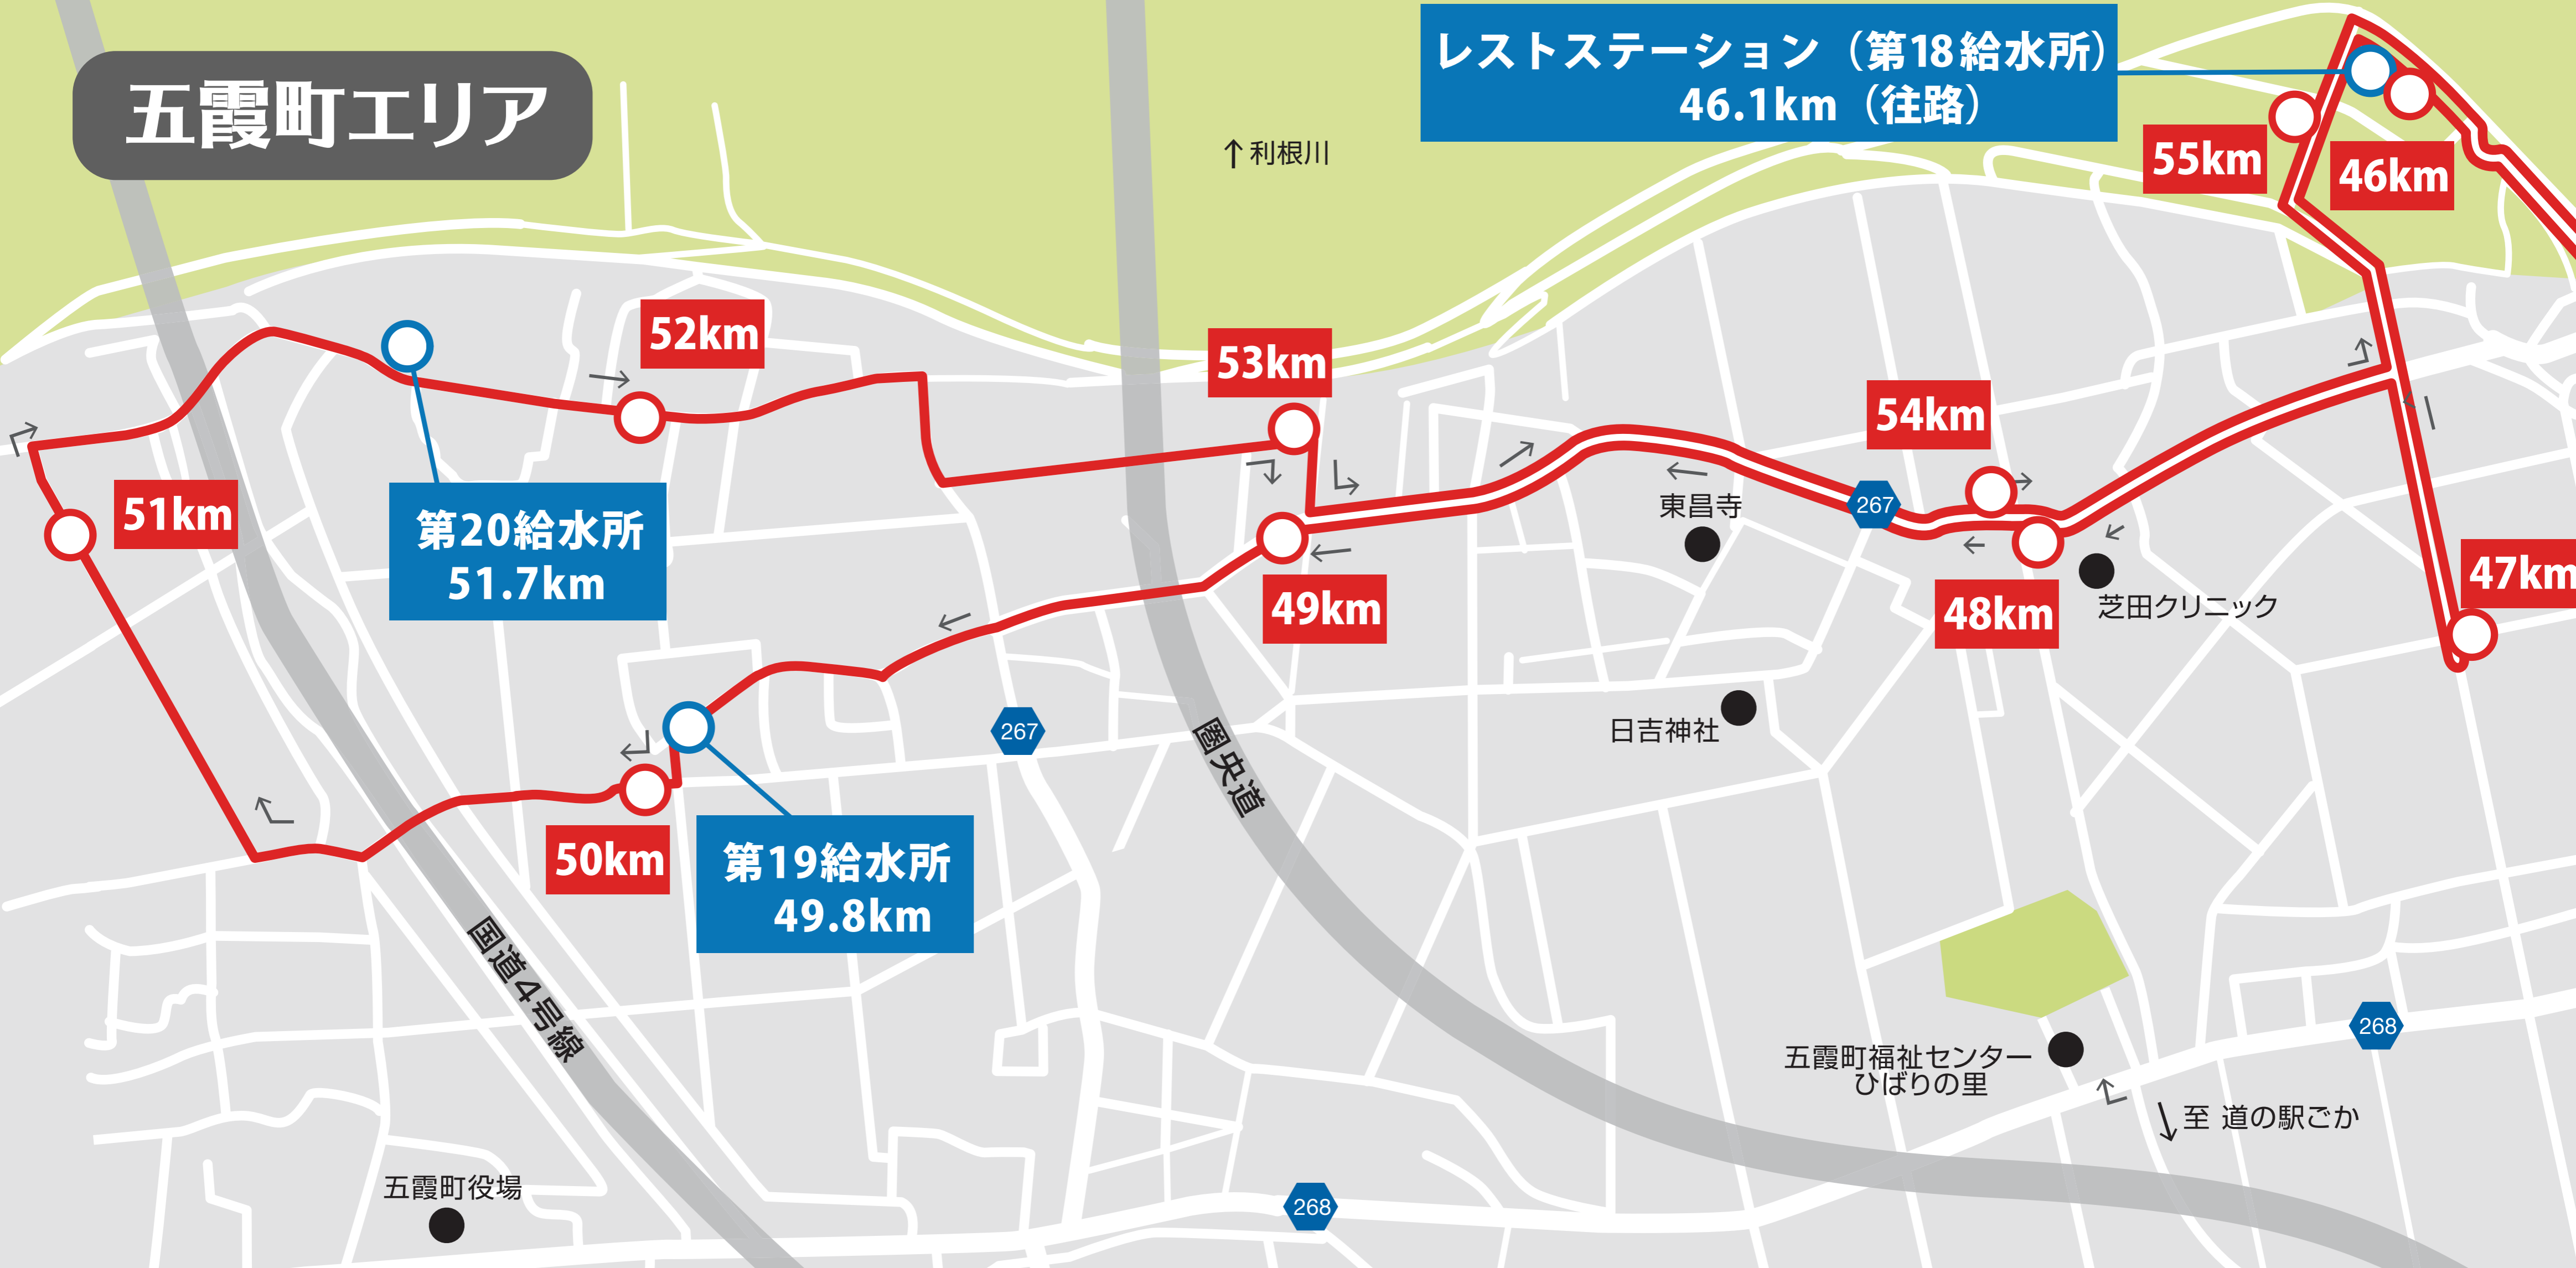 五霞町エリア
レストステーション（第18給水所）
46.1km（往路）
↑利根川
55km
46km
52km
53km
54km
51km
第20給水所
51.7km
267
東昌寺
49km
48km
芝田クリニック
47km
267
日吉神社
圏央道
50km
第19給水所
49.8km
国道4号線
268
五霞町福祉センター
ひばりの里
至 道の駅ごか
五霞町役場
268